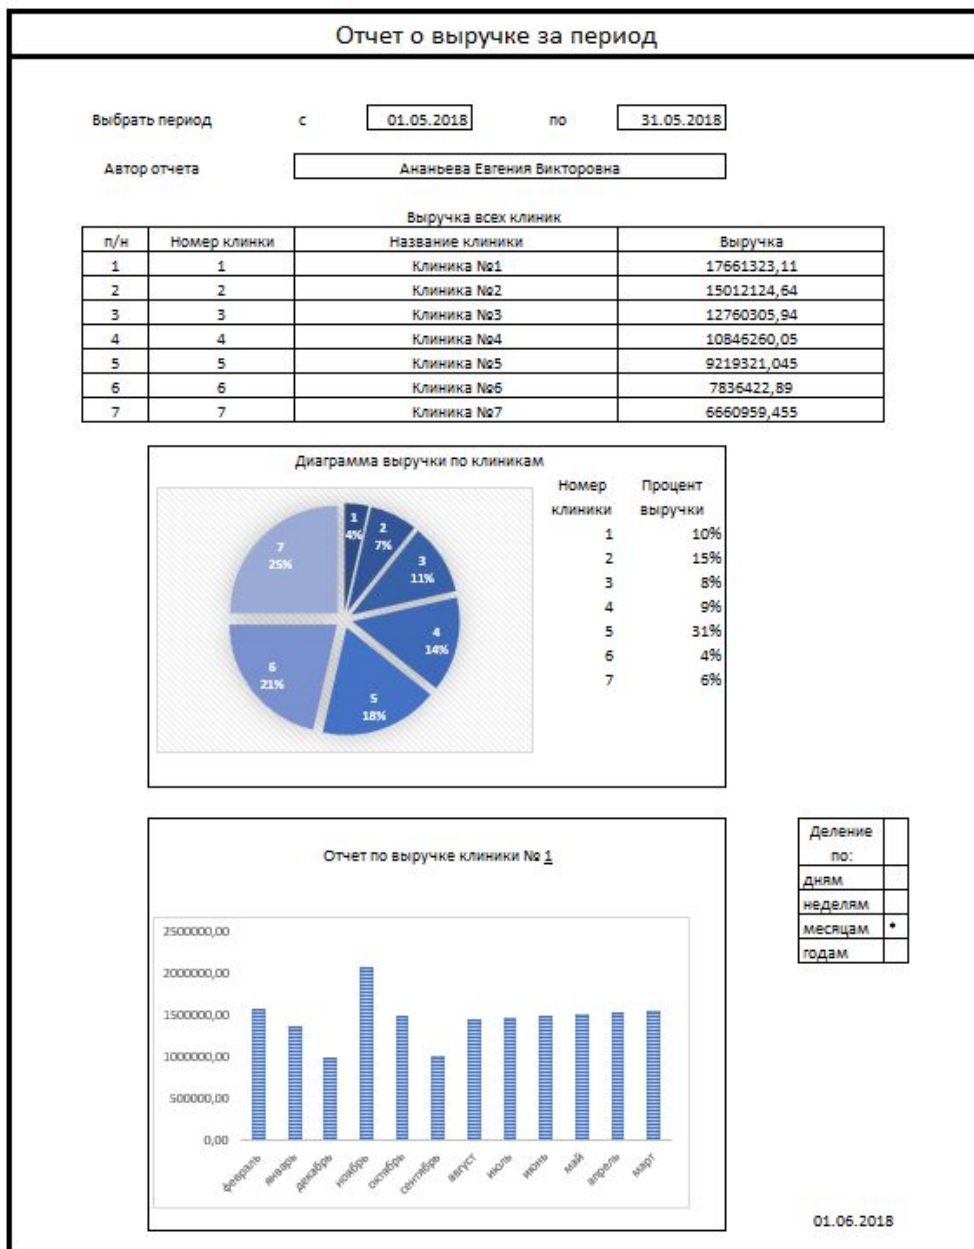 Отчет о выручке за период
Выбрать период с 01.05.2018 по 31.05.2018
Автор отчета Ананьева Евгения Викторовна
Выручка всех клиник
п/н Номер клинки Название клиники Выручка
1 1 Клиника №1 17661323,11
2 2 Клиника №2 15012124,64
3 3 Клиника №3 12760305,94
4 4 Клиника №4 10846260,05
5 5 Клиника №5 9219321,045
6 6 Клиника №6 7836422,89
7 7 Клиника №7 6660959,455
Диаграмма выручки по клиникам
1
4%
2
7%
3
11%
4
14%
5
18%
6
21%
7
25%
Номер Процент
клиники выручки
1 10%
2 15%
3 8%
4 9%
5 31%
6 4%
7 6%
Отчет по выручке клиники № 1
2500000,00
2000000,00
1500000,00
1000000,00
500000,00
0,00
февраль январь декабрь ноябрь октябрь сентябрь август июль июнь май апрель март
Деление
по:
дням
неделям
месяцам *
годам
01.06.2018